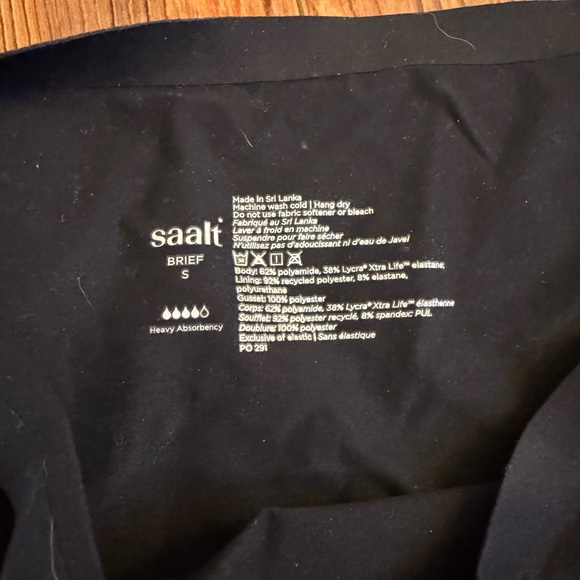 saalt
BRIEF
S
Heavy Absorbency
Made in Sri Lanka
Machine wash cold | Hang dry
Do not use fabric softener or bleach
Fabriqué au Sri Lanka
Laver à froid en machine
Suspendre pour faire sécher
N'utilisez pas d'adoucissant ni d'eau de Javel
Body: 62% polyamide, 38% Lycra® Xtra Life℠ elastane,
Lining: 92% recycled polyester, 8% elastane,
polyurethane
Gusset: 100% polyester
Corps: 62% polyamide, 38% Lycra® Xtra Life℠ élasthène
Soufflet: 92% polyester recyclé, 8% spandex: PUL
Doublure: 100% polyester
Exclusive of elastic | Sans élastique
PO 291